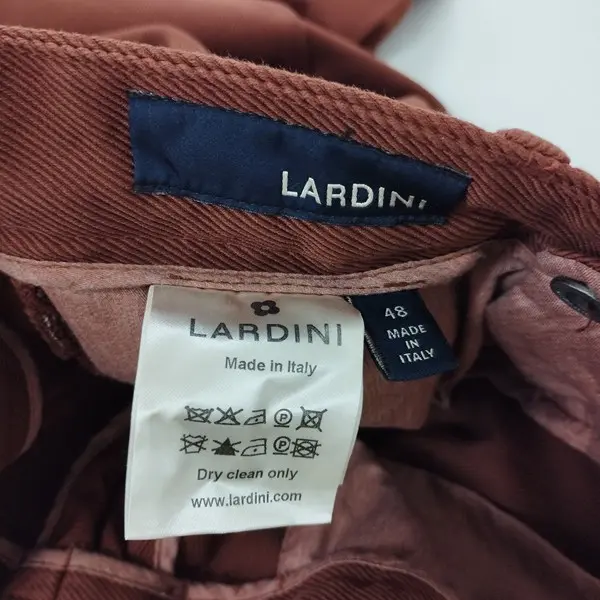 LARDINI
LARDINI
Made in Italy
P
P
Dry clean only
www.lardini.com
48
MADE
IN
ITALY